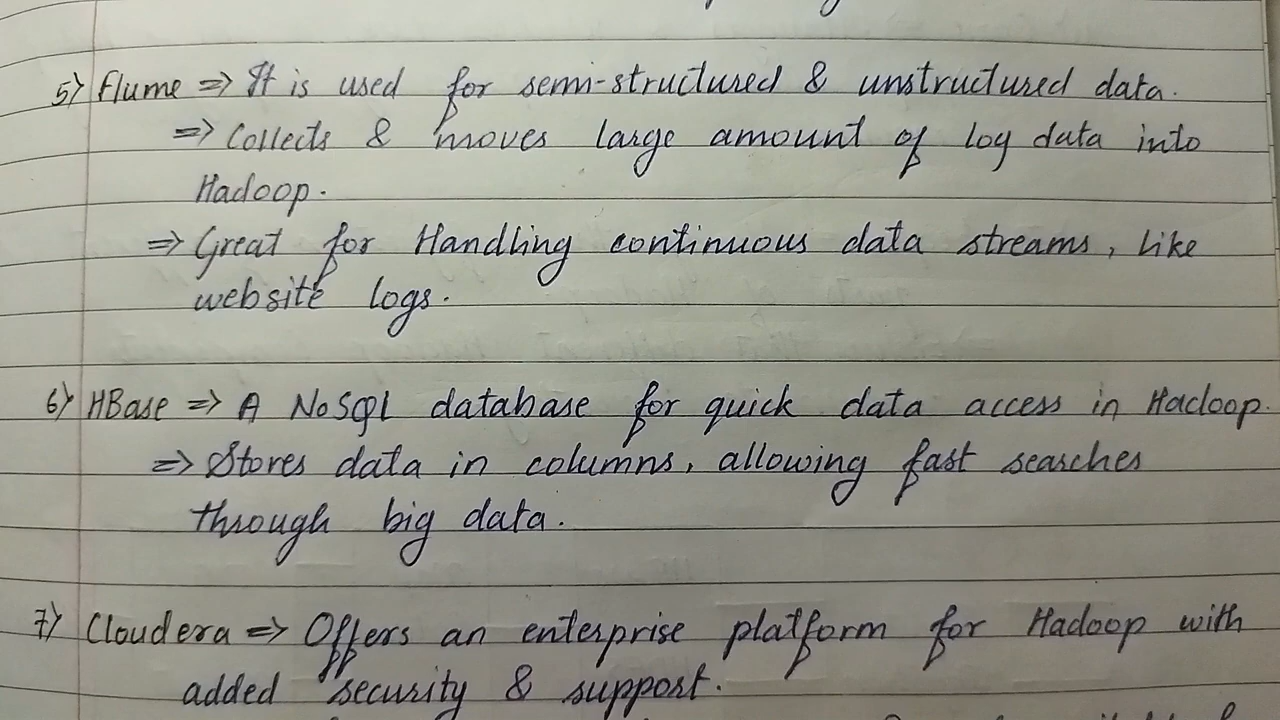 5) Flume => It is used for semi-structured & unstructured data.
=> Collects & moves large amount of log data into
Hadoop.
=> Great for Handling continuous data streams, like
website logs.
6) HBase => A NoSQL database for quick data access in Hadoop.
=> Stores data in columns, allowing fast searches
through big data.
7) Cloudera => Offers an enterprise platform for Hadoop with
added security & support.